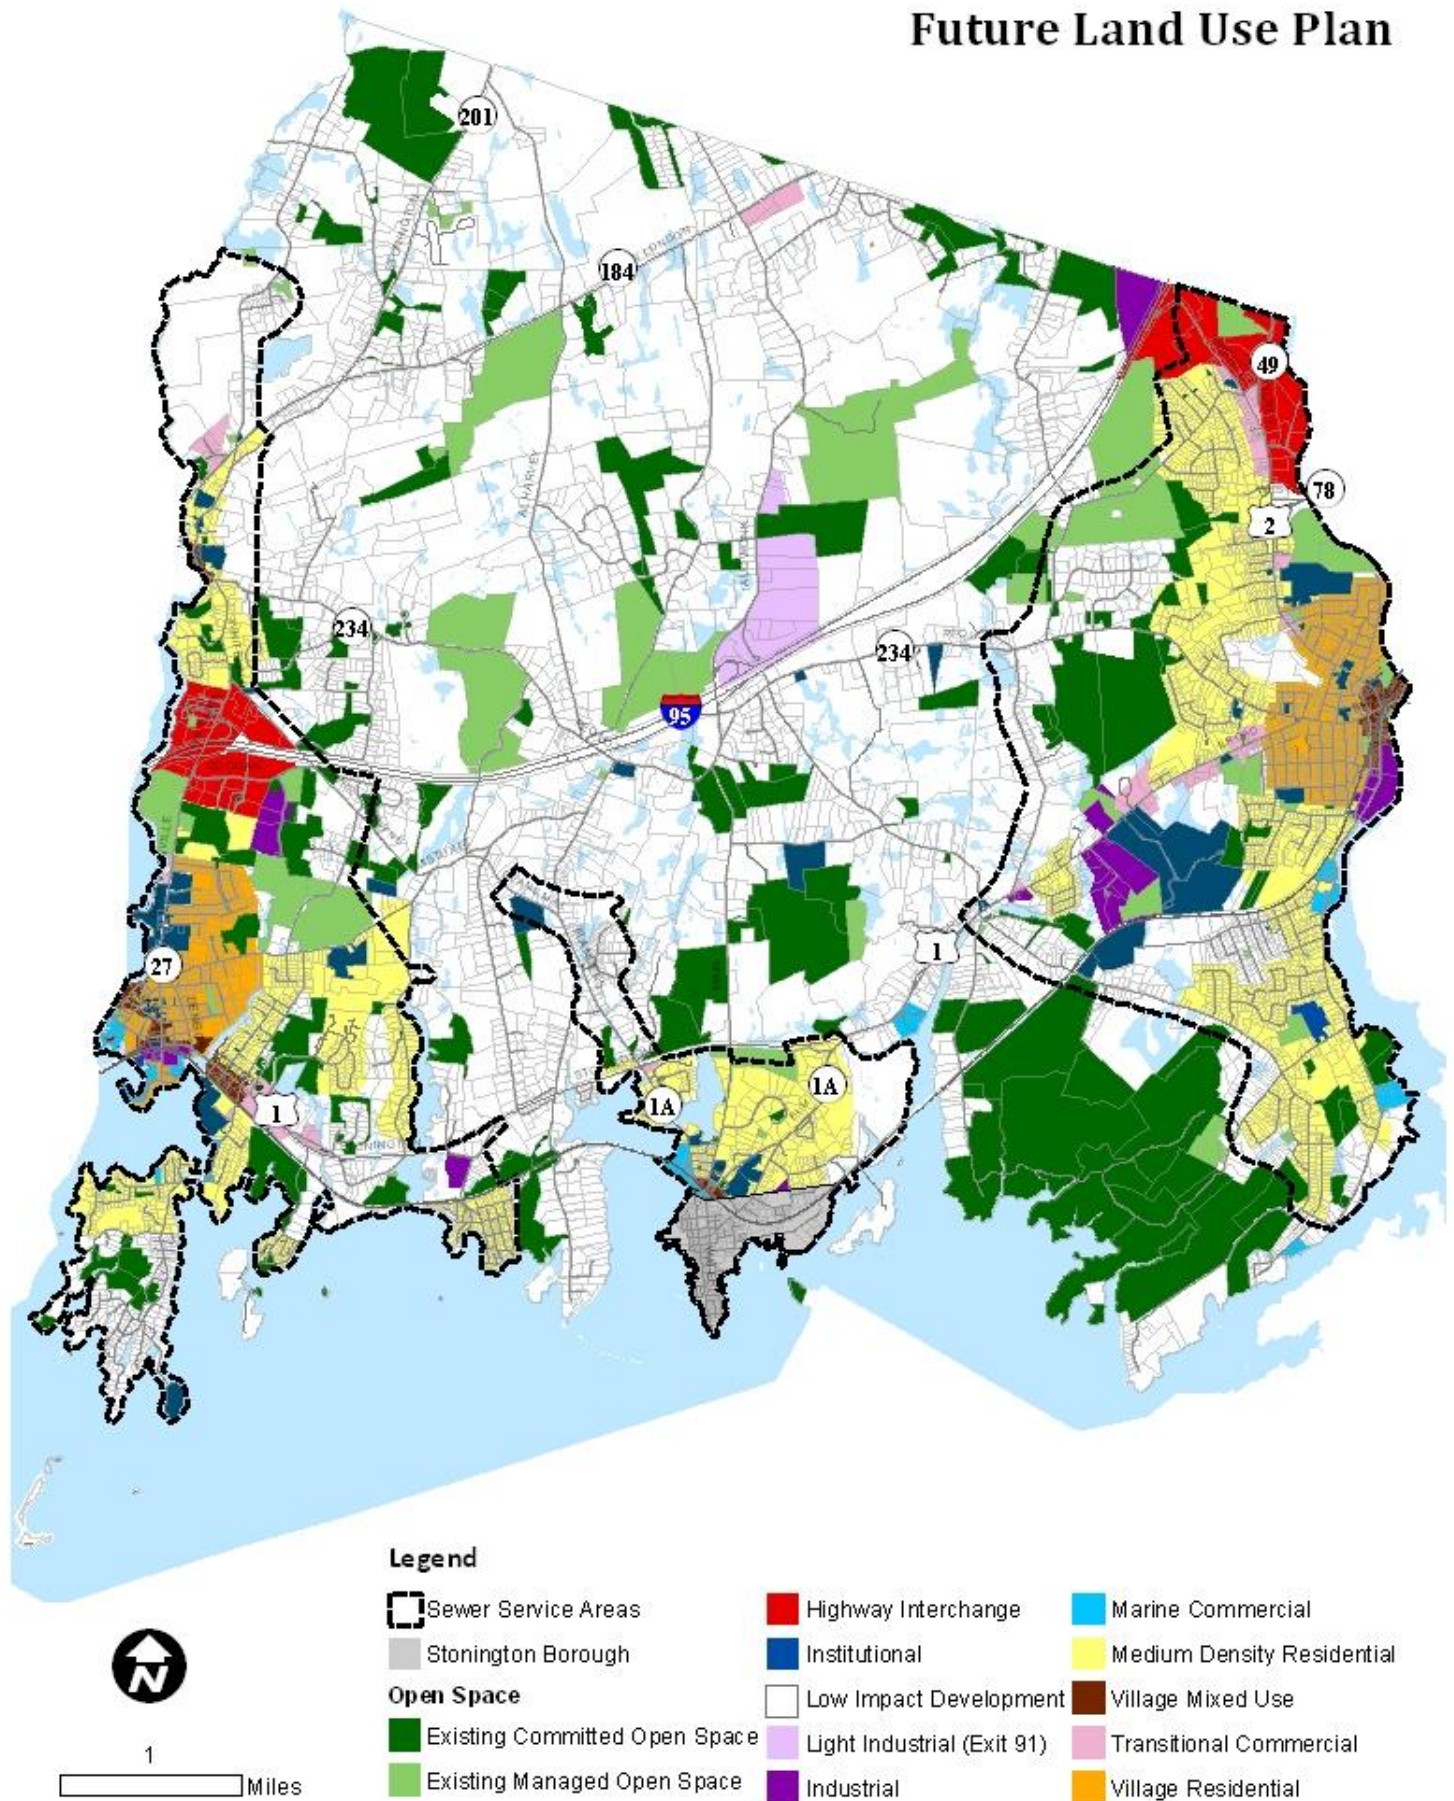 Future Land Use Plan
201
184
49
78
2
234
234
95
1
27
1A
1A
1
Legend
Sewer Service Areas
Stonington Borough
Open Space
Existing Committed Open Space
Existing Managed Open Space
Highway Interchange
Institutional
Low Impact Development
Light Industrial (Exit 91)
Industrial
Marine Commercial
Medium Density Residential
Village Mixed Use
Transitional Commercial
Village Residential
N
1
Miles